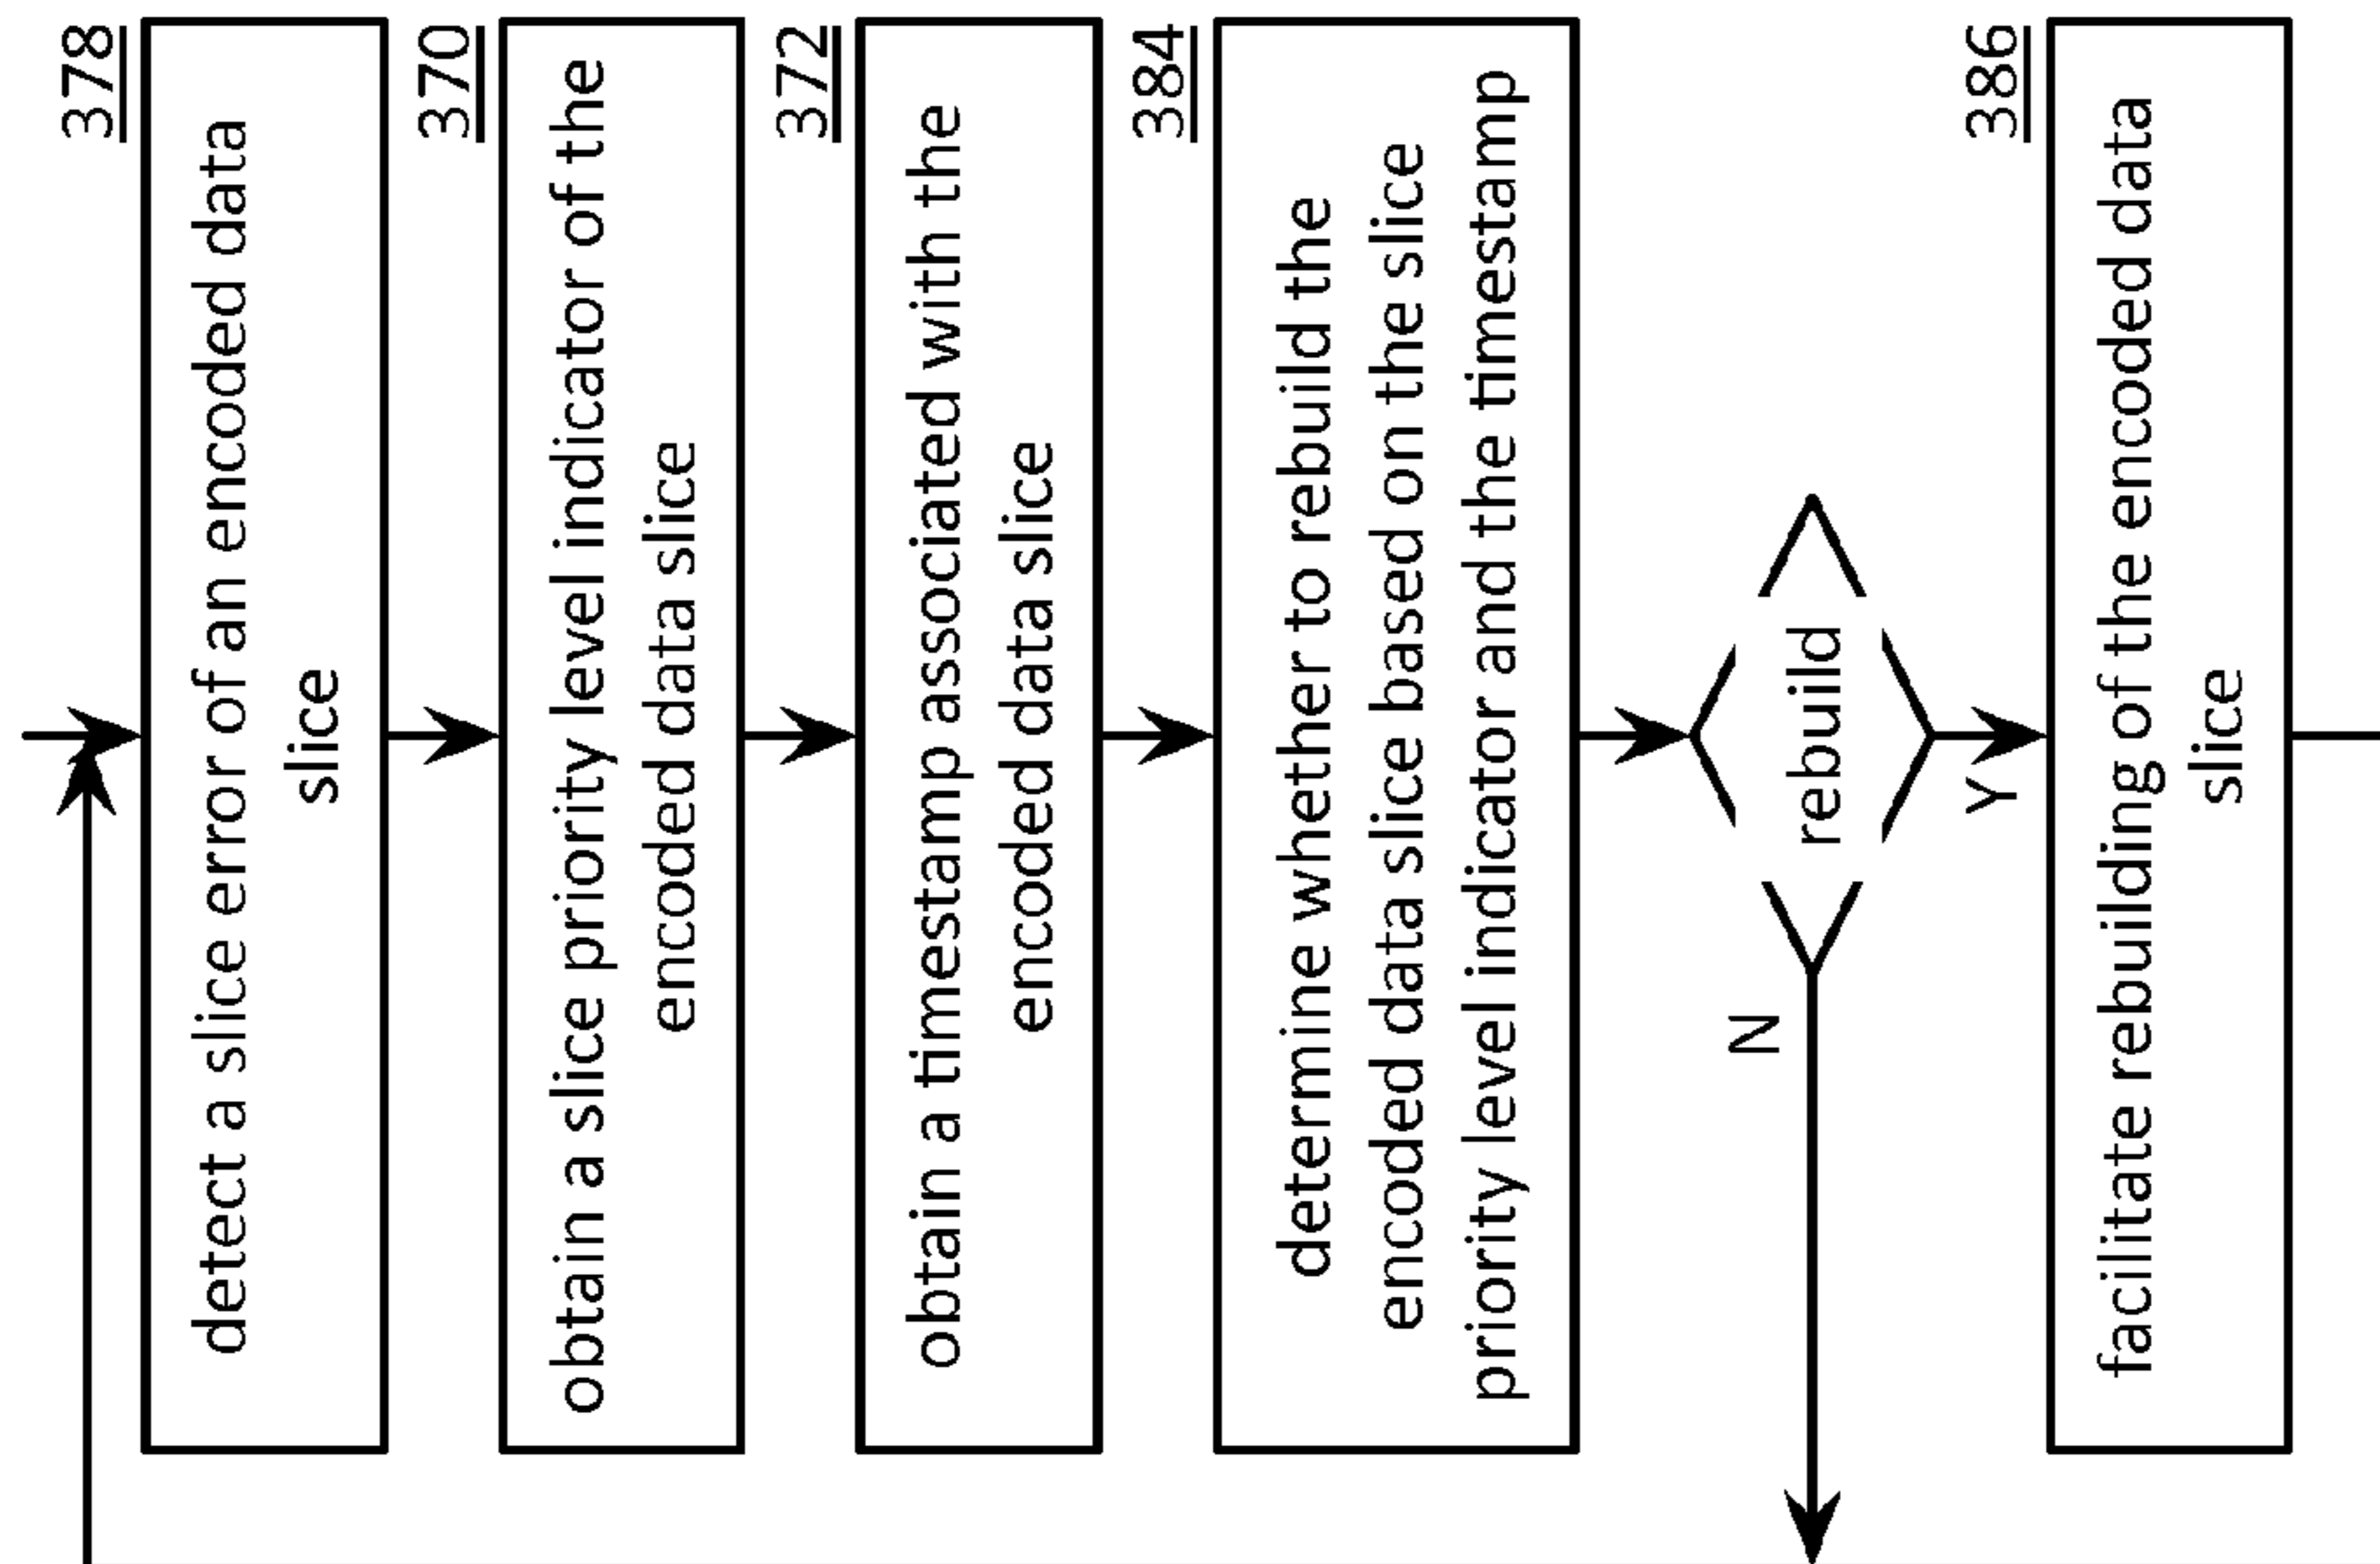 378
detect a slice error of an encoded data
slice
370
obtain a slice priority level indicator of the
encoded data slice
372
obtain a timestamp associated with the
encoded data slice
384
determine whether to rebuild the
encoded data slice based on the slice
priority level indicator and the timestamp
rebuild
N
Y
386
facilitate rebuilding of the encoded data
slice